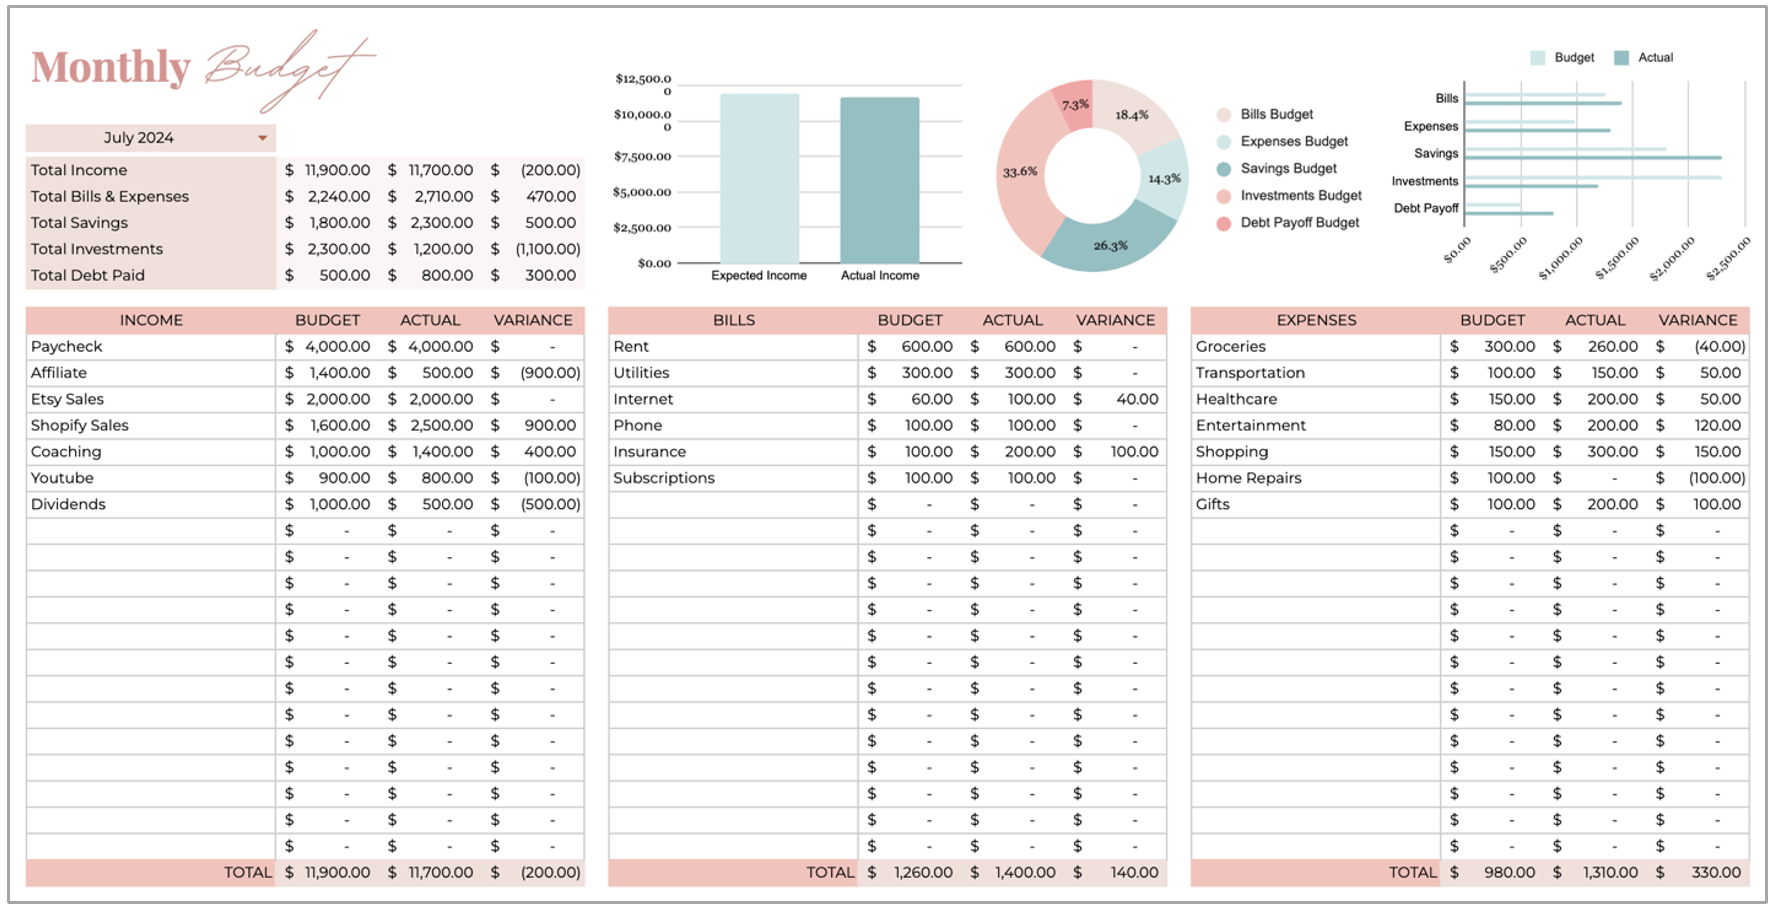 Monthly Budget
July 2024
Total Income $ 11,900.00 $ 11,700.00 $ (200.00)
Total Bills & Expenses $ 2,240.00 $ 2,710.00 $ 470.00
Total Savings $ 1,800.00 $ 2,300.00 $ 500.00
Total Investments $ 2,300.00 $ 1,200.00 $ (1,100.00)
Total Debt Paid $ 500.00 $ 800.00 $ 300.00
$12,500.0
0
$10,000.0
0
$7,500.00
$5,000.00
$2,500.00
$0.00
Expected Income Actual Income
7.3%
18.4%
33.6%
14.3%
26.3%
Bills Budget
Expenses Budget
Savings Budget
Investments Budget
Debt Payoff Budget
Budget Actual
Bills
Expenses
Savings
Investments
Debt Payoff
$0.00 $500.00 $1,000.00 $1,500.00 $2,000.00 $2,500.00
INCOME BUDGET ACTUAL VARIANCE
Paycheck $ 4,000.00 $ 4,000.00 $ -
Affiliate $ 1,400.00 $ 500.00 $ (900.00)
Etsy Sales $ 2,000.00 $ 2,000.00 $ -
Shopify Sales $ 1,600.00 $ 2,500.00 $ 900.00
Coaching $ 1,000.00 $ 1,400.00 $ 400.00
Youtube $ 900.00 $ 800.00 $ (100.00)
Dividends $ 1,000.00 $ 500.00 $ (500.00)
$ - $ - $ -
$ - $ - $ -
$ - $ - $ -
$ - $ - $ -
$ - $ - $ -
$ - $ - $ -
$ - $ - $ -
$ - $ - $ -
$ - $ - $ -
$ - $ - $ -
$ - $ - $ -
$ - $ - $ -
$ - $ - $ -
TOTAL $ 11,900.00 $ 11,700.00 $ (200.00)
BILLS BUDGET ACTUAL VARIANCE
Rent $ 600.00 $ 600.00 $ -
Utilities $ 300.00 $ 300.00 $ -
Internet $ 60.00 $ 100.00 $ 40.00
Phone $ 100.00 $ 100.00 $ -
Insurance $ 100.00 $ 200.00 $ 100.00
Subscriptions $ 100.00 $ 100.00 $ -
$ - $ - $ -
$ - $ - $ -
$ - $ - $ -
$ - $ - $ -
$ - $ - $ -
$ - $ - $ -
$ - $ - $ -
$ - $ - $ -
$ - $ - $ -
$ - $ - $ -
$ - $ - $ -
$ - $ - $ -
$ - $ - $ -
$ - $ - $ -
TOTAL $ 1,260.00 $ 1,400.00 $ 140.00
EXPENSES BUDGET ACTUAL VARIANCE
Groceries $ 300.00 $ 260.00 $ (40.00)
Transportation $ 100.00 $ 150.00 $ 50.00
Healthcare $ 150.00 $ 200.00 $ 50.00
Entertainment $ 80.00 $ 200.00 $ 120.00
Shopping $ 150.00 $ 300.00 $ 150.00
Home Repairs $ 100.00 $ - $ (100.00)
Gifts $ 100.00 $ 200.00 $ 100.00
$ - $ - $ -
$ - $ - $ -
$ - $ - $ -
$ - $ - $ -
$ - $ - $ -
$ - $ - $ -
$ - $ - $ -
$ - $ - $ -
$ - $ - $ -
$ - $ - $ -
$ - $ - $ -
$ - $ - $ -
$ - $ - $ -
TOTAL $ 980.00 $ 1,310.00 $ 330.00